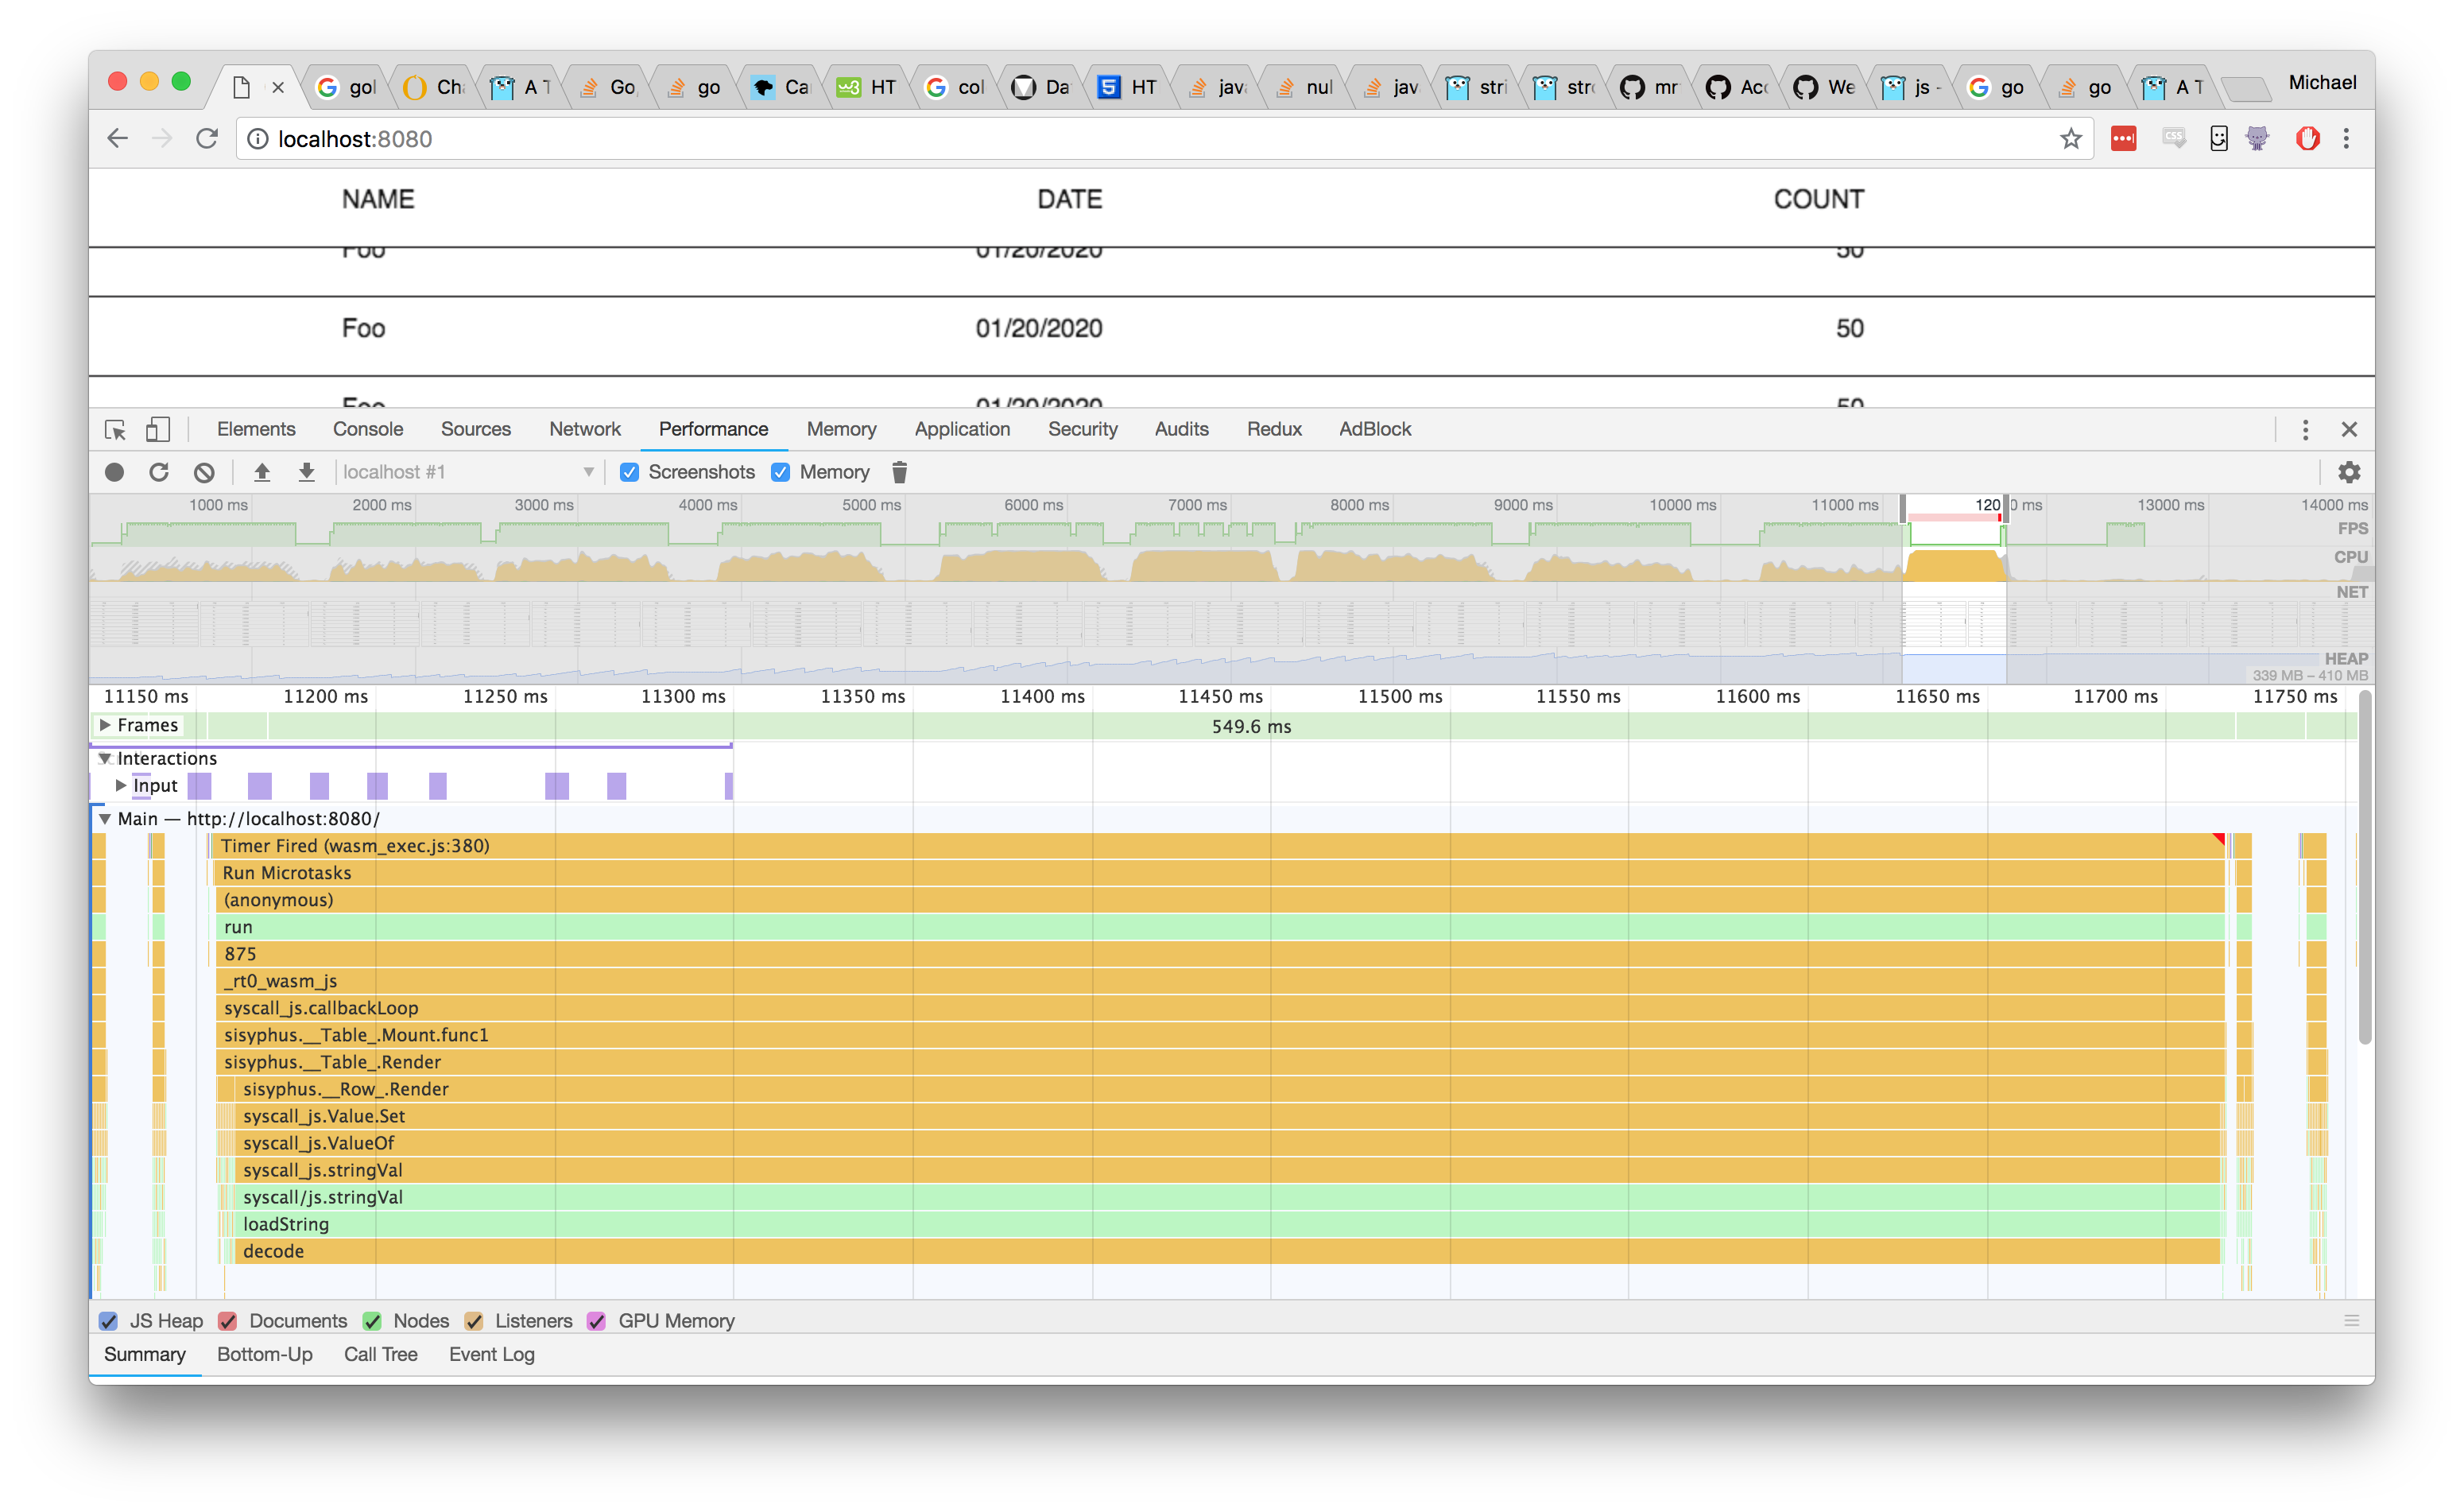 gol Ch A T Go, go Ca HT col Da HT java nul jav stri stro mr Acc We js - go go A T Michael
localhost:8080
NAME DATE COUNT
Foo 01/20/2020 50
Foo 01/20/2020 50
Foo 01/20/2020 50
Elements Console Sources Network Performance Memory Application Security Audits Redux AdBlock
localhost #1 Screenshots Memory
1000 ms 2000 ms 3000 ms 4000 ms 5000 ms 6000 ms 7000 ms 8000 ms 9000 ms 10000 ms 11000 ms 120 0 ms 13000 ms 14000 ms
FPS
CPU
NET
HEAP
339 MB – 410 MB
11150 ms 11200 ms 11250 ms 11300 ms 11350 ms 11400 ms 11450 ms 11500 ms 11550 ms 11600 ms 11650 ms 11700 ms 11750 ms
Frames 549.6 ms
Interactions
Input
Main — http://localhost:8080/
Timer Fired (wasm_exec.js:380)
Run Microtasks
(anonymous)
run
875
_rt0_wasm_js
syscall_js.callbackLoop
sisyphus.__Table_.Mount.func1
sisyphus.__Table_.Render
sisyphus.__Row_.Render
syscall_js.Value.Set
syscall_js.ValueOf
syscall_js.stringVal
syscall/js.stringVal
loadString
decode
JS Heap Documents Nodes Listeners GPU Memory
Summary Bottom-Up Call Tree Event Log